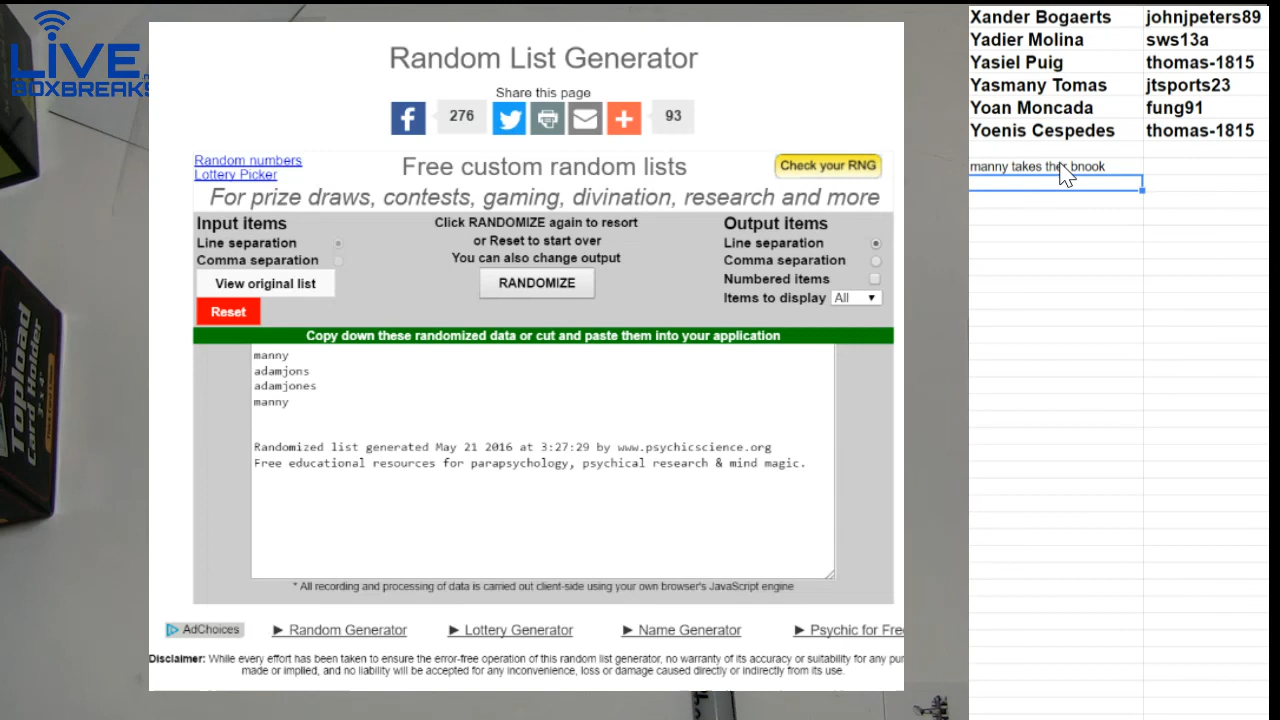 LIVE
BOXBREAKS
Random List Generator
Share this page
276
93
Random numbers
Lottery Picker
Free custom random lists
Check your RNG
For prize draws, contests, gaming, divination, research and more
Input items
Line separation
Comma separation
View original list
Reset
Click RANDOMIZE again to resort
or Reset to start over
You can also change output
RANDOMIZE
Output items
Line separation
Comma separation
Numbered items
Items to display All
Copy down these randomized data or cut and paste them into your application
manny
adamjons
adamjones
manny
Randomized list generated May 21 2016 at 3:27:29 by www.psychicscience.org
Free educational resources for parapsychology, psychical research & mind magic.
* All recording and processing of data is carried out client-side using your own browser's JavaScript engine
AdChoices
► Random Generator
► Lottery Generator
► Name Generator
► Psychic for Free
Disclaimer: While every effort has been taken to ensure the error-free operation of this random list generator, no warranty of its accuracy or suitability for any
made or implied, and no liability will be accepted for any inconvenience, loss or damage caused directly or indirectly from its use.
Xander Bogaerts johnjpeters89
Yadier Molina sws13a
Yasiel Puig thomas-1815
Yasmany Tomas jtsports23
Yoan Moncada fung91
Yoenis Cespedes thomas-1815
manny takes bnook
Topload
Card Holder
3" x 4"